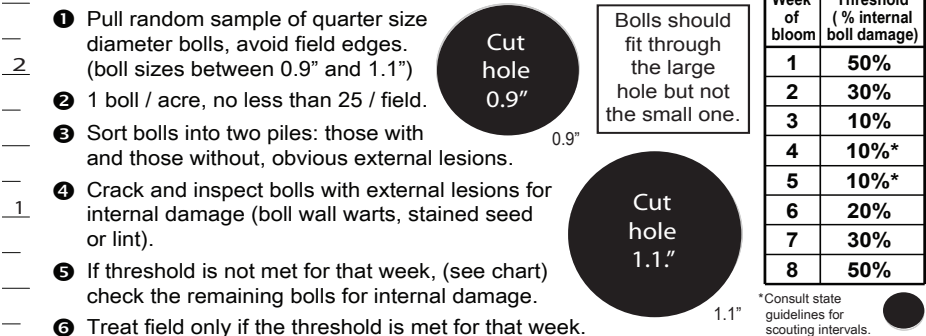 2
1
❶ Pull random sample of quarter size
diameter bolls, avoid field edges.
(boll sizes between 0.9" and 1.1")
❷ 1 boll / acre, no less than 25 / field.
❸ Sort bolls into two piles: those with
and those without, obvious external lesions.
❹ Crack and inspect bolls with external lesions for
internal damage (boll wall warts, stained seed
or lint).
❺ If threshold is not met for that week, (see chart)
check the remaining bolls for internal damage.
❻ Treat field only if the threshold is met for that week.
Cut
hole
0.9"
0.9"
Bolls should
fit through
the large
hole but not
the small one.
Cut
hole
1.1."
1.1"
Week of bloom Threshold ( % internal boll damage)
1 50%
2 30%
3 10%
4 10%*
5 10%*
6 20%
7 30%
8 50%
*Consult state
guidelines for
scouting intervals.